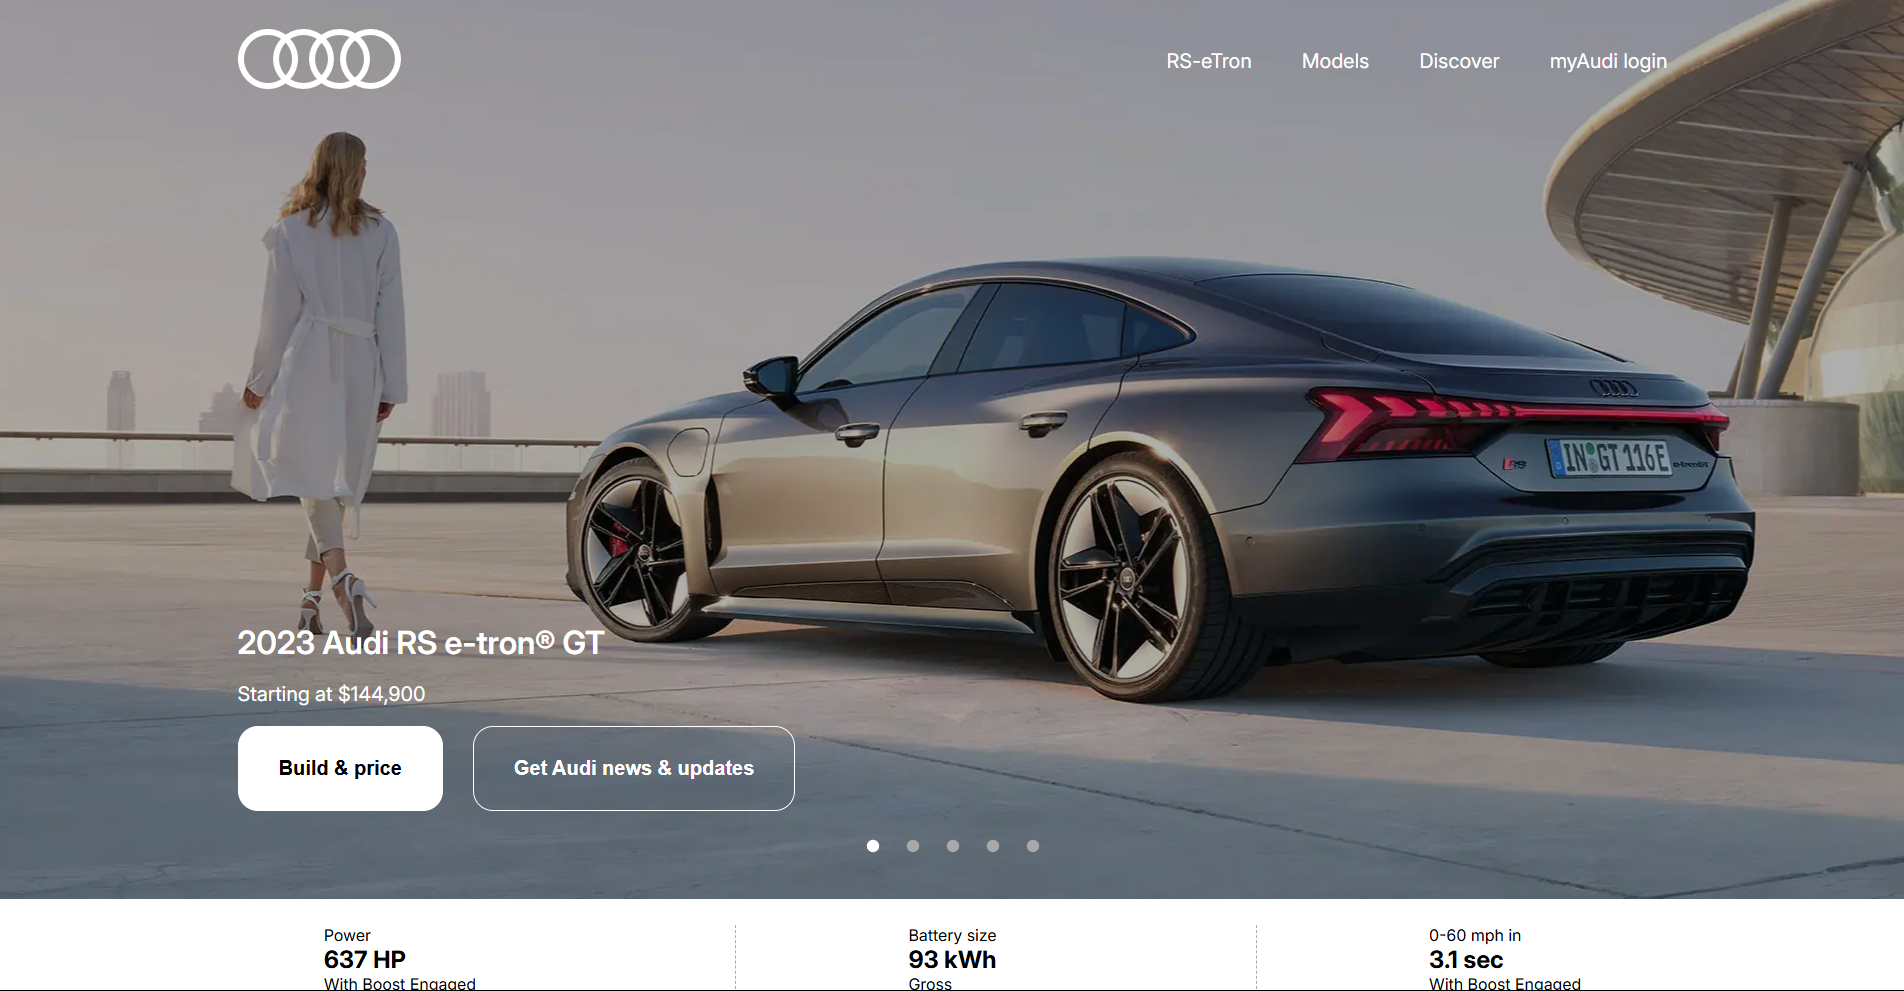 RS-eTron Models Discover myAudi login
IN GT 116E
2023 Audi RS e-tron® GT
Starting at $144,900
Build & price
Get Audi news & updates
Power
637 HP
With Boost Engaged
Battery size
93 kWh
Gross
0-60 mph in
3.1 sec
With Boost Engaged